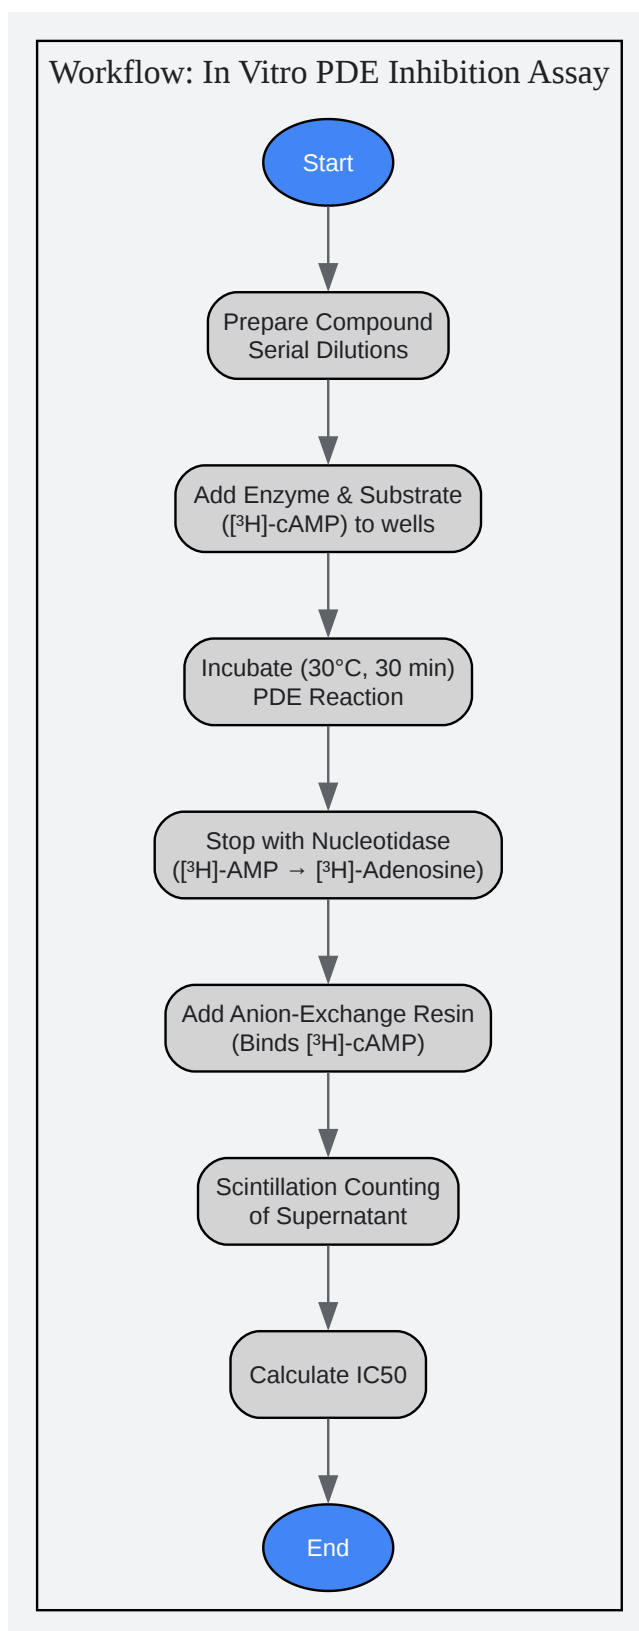 Workflow: In Vitro PDE Inhibition Assay
Start
Prepare Compound
Serial Dilutions
Add Enzyme & Substrate
([³H]-cAMP) to wells
Incubate (30°C, 30 min)
PDE Reaction
Stop with Nucleotidase
([³H]-AMP → [³H]-Adenosine)
Add Anion-Exchange Resin
(Binds [³H]-cAMP)
Scintillation Counting
of Supernatant
Calculate IC50
End